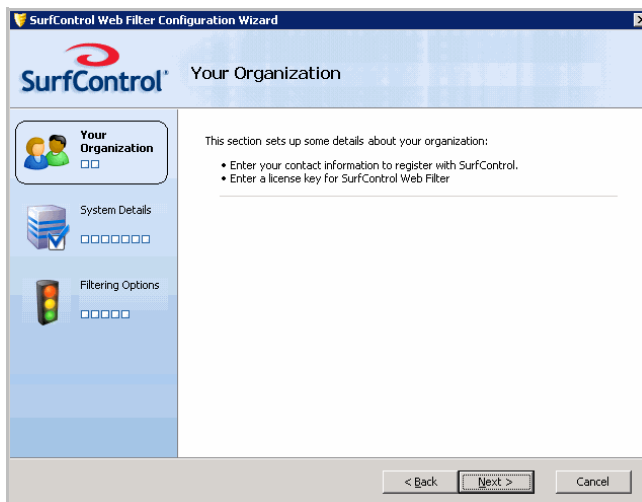 SurfControl Web Filter Configuration Wizard
SurfControl
Your Organization
Your
Organization
System Details
Filtering Options
This section sets up some details about your organization:
• Enter your contact information to register with SurfControl.
• Enter a license key for SurfControl Web Filter
< Back
Next >
Cancel